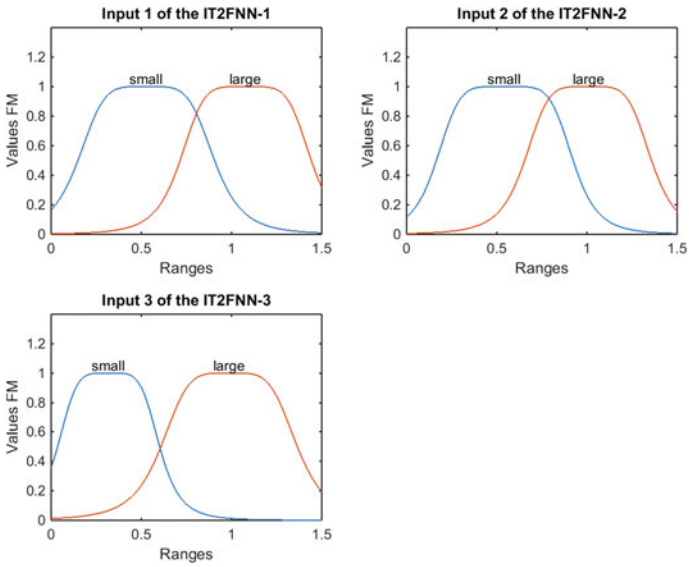 Input 1 of the IT2FNN-1
Values FM
1.2
1
0.8
0.6
0.4
0.2
0
small
large
0
0.5
1
1.5
Ranges
Input 2 of the IT2FNN-2
Values FM
1.2
1
0.8
0.6
0.4
0.2
0
small
large
0
0.5
1
1.5
Ranges
Input 3 of the IT2FNN-3
Values FM
1.2
1
0.8
0.6
0.4
0.2
0
small
large
0
0.5
1
1.5
Ranges